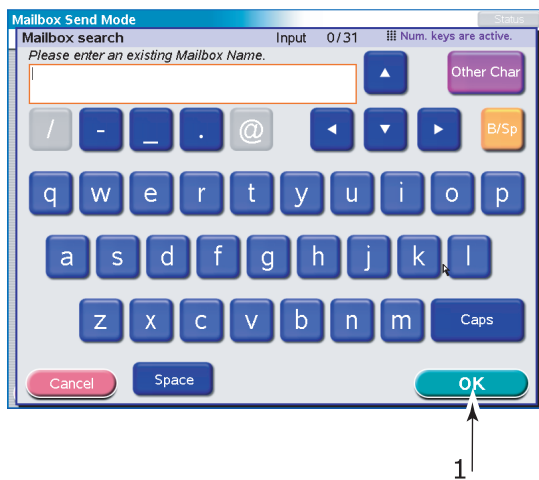 Mailbox Send Mode Status
Mailbox search Input 0/31 Num. keys are active.
Please enter an existing Mailbox Name.
Other Char
/ - _ . @ B/Sp
q w e r t y u i o p
a s d f g h j k l
z x c v b n m Caps
Cancel Space OK
1